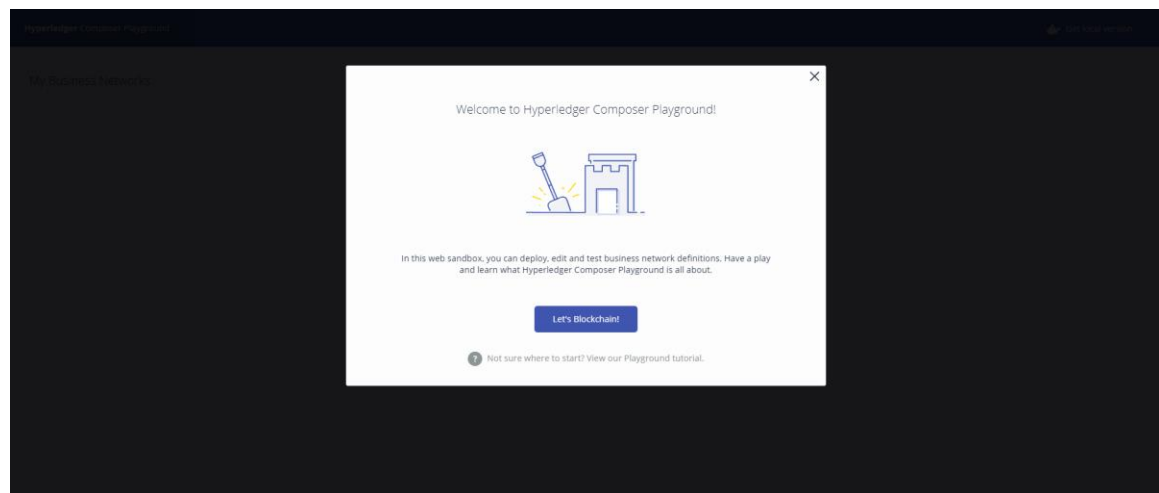 Hyperledger Composer Playground
Get local version
My Business Networks
Welcome to Hyperledger Composer Playground!
In this web sandbox, you can deploy, edit and test business network definitions. Have a play
and learn what Hyperledger Composer Playground is all about.
Let's Blockchain!
? Not sure where to start? View our Playground tutorial.